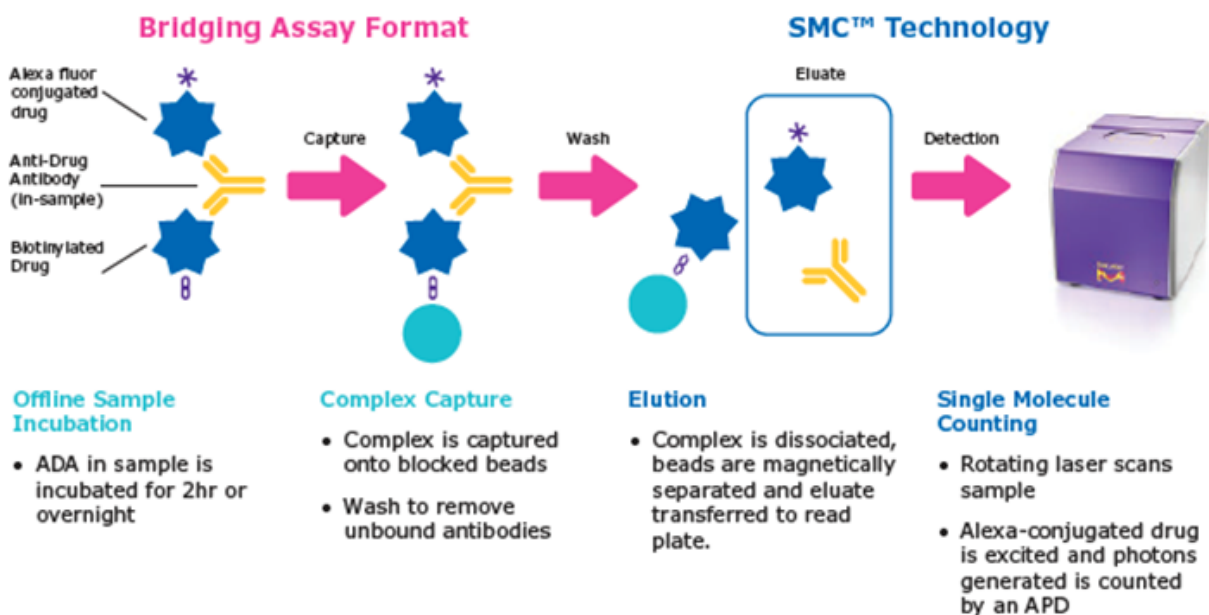 Bridging Assay Format
SMC™ Technology
Alexa fluor
conjugated
drug
Anti-Drug
Antibody
(in-sample)
Biotinylated
Drug
Capture
Wash
Eluate
Detection
Offline Sample
Incubation
• ADA in sample is
incubated for 2hr or
overnight
Complex Capture
• Complex is captured
onto blocked beads
• Wash to remove
unbound antibodies
Elution
• Complex is dissociated,
beads are magnetically
separated and eluate
transferred to read
plate.
Single Molecule
Counting
• Rotating laser scans
sample
• Alexa-conjugated drug
is excited and photons
generated is counted
by an APD